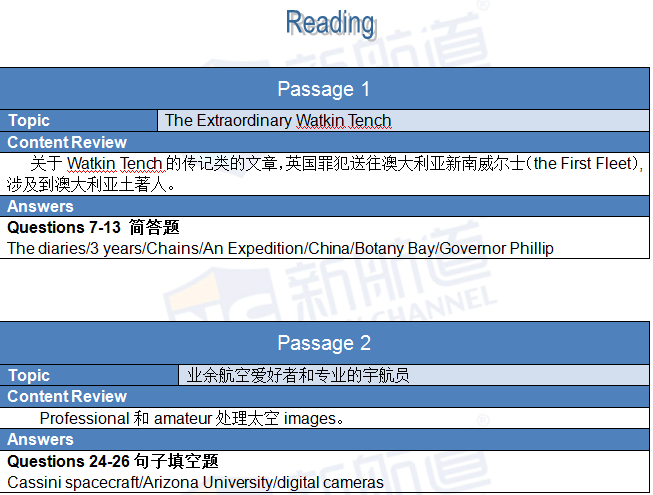 Reading
Passage 1
Topic The Extraordinary Watkin Tench
Content Review
关于 Watkin Tench 的传记类的文章，英国罪犯送往澳大利亚新南威尔士（the First Fleet），
涉及到澳大利亚土著人。
Answers
Questions 7-13 简答题
The diaries/3 years/Chains/An Expedition/China/Botany Bay/Governor Phillip
新航道
CHANNEL
Passage 2
Topic 业余航空爱好者和专业的宇航员
Content Review
Professional 和 amateur 处理太空 images。
Answers
Questions 24-26 句子填空题
Cassini spacecraft/Arizona University/digital cameras